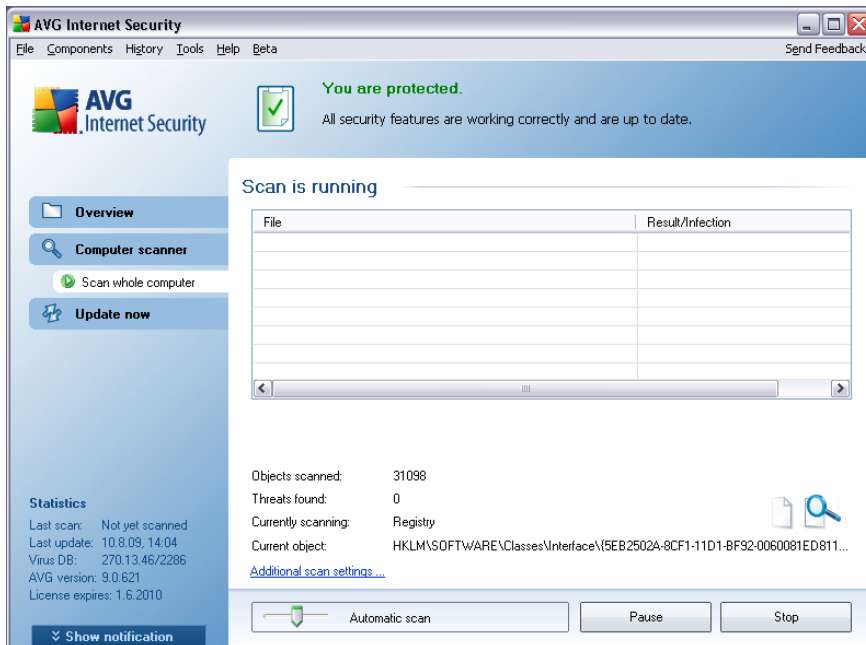 AVG Internet Security
File Components History Tools Help Beta Send Feedback
AVG
Internet Security
You are protected.
All security features are working correctly and are up to date.
Overview
Computer scanner
Scan whole computer
Update now
Scan is running
File Result/Infection
Objects scanned: 31098
Threats found: 0
Currently scanning: Registry
Current object: HKLM\SOFTWARE\Classes\Interface\{5EB2502A-8CF1-11D1-BF92-0060081ED811...
Additional scan settings ...
Statistics
Last scan: Not yet scanned
Last update: 10.8.09, 14:04
Virus DB: 270.13.46/2286
AVG version: 9.0.621
License expires: 1.6.2010
Show notification
Automatic scan Pause Stop